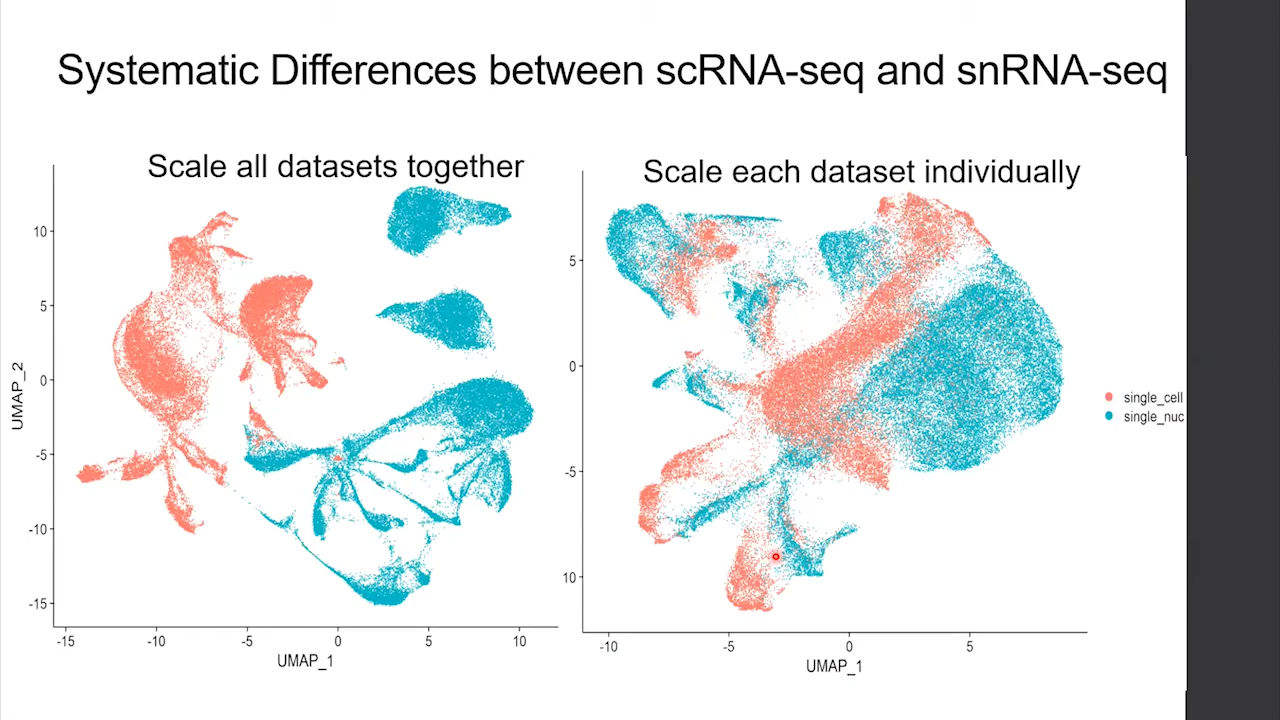 Systematic Differences between scRNA-seq and snRNA-seq
Scale all datasets together
Scale each dataset individually
10
5
0
-5
-10
-15
UMAP_2
-15
-10
-5
0
5
10
UMAP_1
5
0
-5
10
-10
-5
0
5
UMAP_1
single_cell
single_nuc